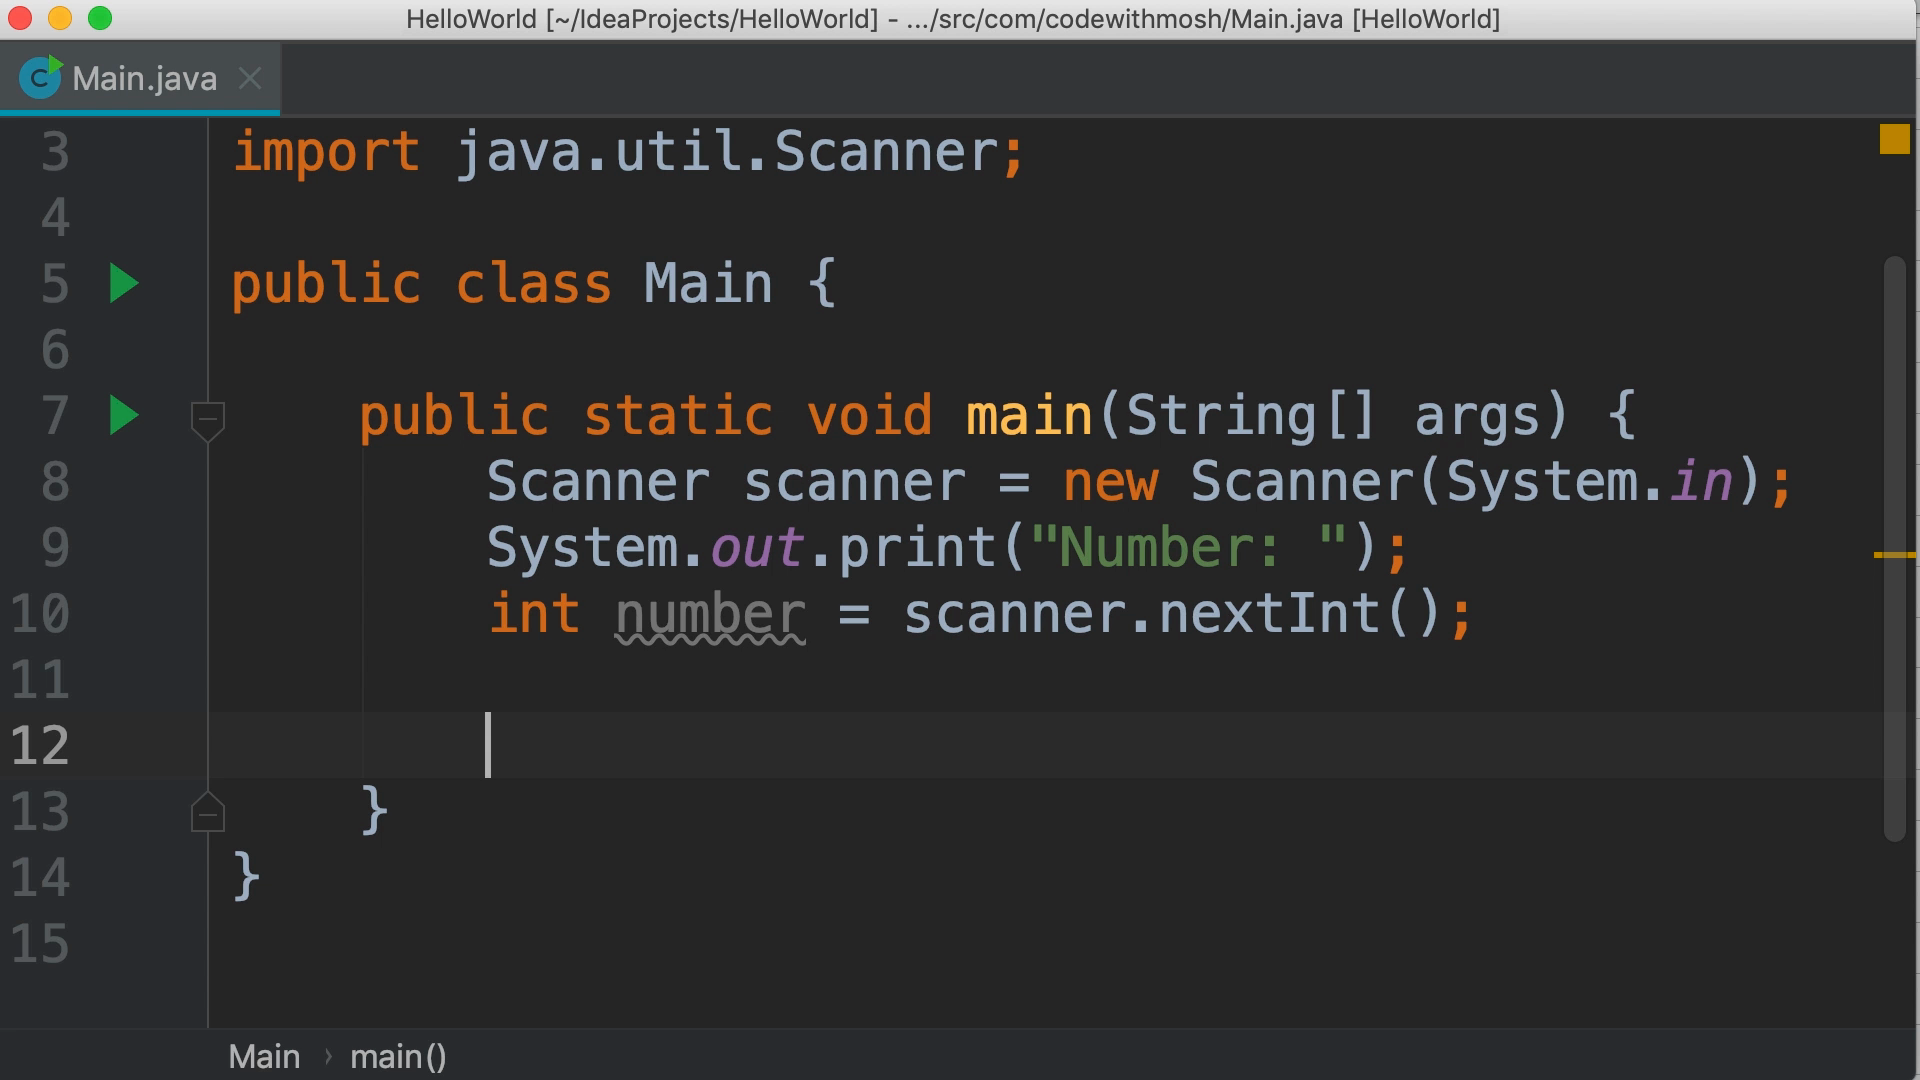 HelloWorld [~/IdeaProjects/HelloWorld] - .../src/com/codewithmosh/Main.java [HelloWorld]
C Main.java
3 import java.util.Scanner;
4
5 public class Main {
6
7 public static void main(String[] args) {
8 Scanner scanner = new Scanner(System.in);
9 System.out.print("Number: ");
10 int number = scanner.nextInt();
11
12
13 }
14 }
15
Main › main()